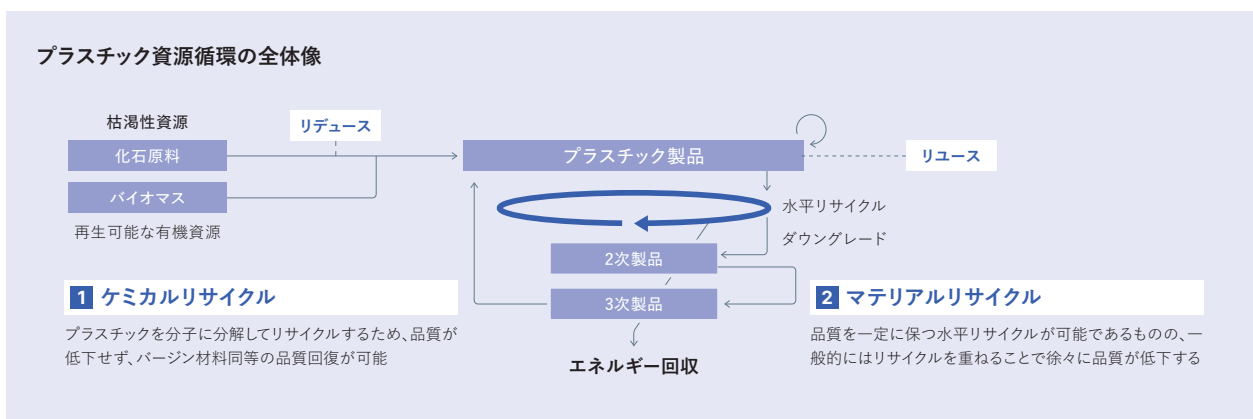 プラスチック資源循環の全体像
枯渇性資源
リデュース
化石原料
プラスチック製品
リユース
バイオマス
再生可能な有機資源
水平リサイクル
ダウングレード
2次製品
3次製品
エネルギー回収
1 ケミカルリサイクル
プラスチックを分子に分解してリサイクルするため、品質が
低下せず、バージン材料同等の品質回復が可能
2 マテリアルリサイクル
品質を一定に保つ水平リサイクルが可能であるものの、一
般的にはリサイクルを重ねることで徐々に品質が低下する